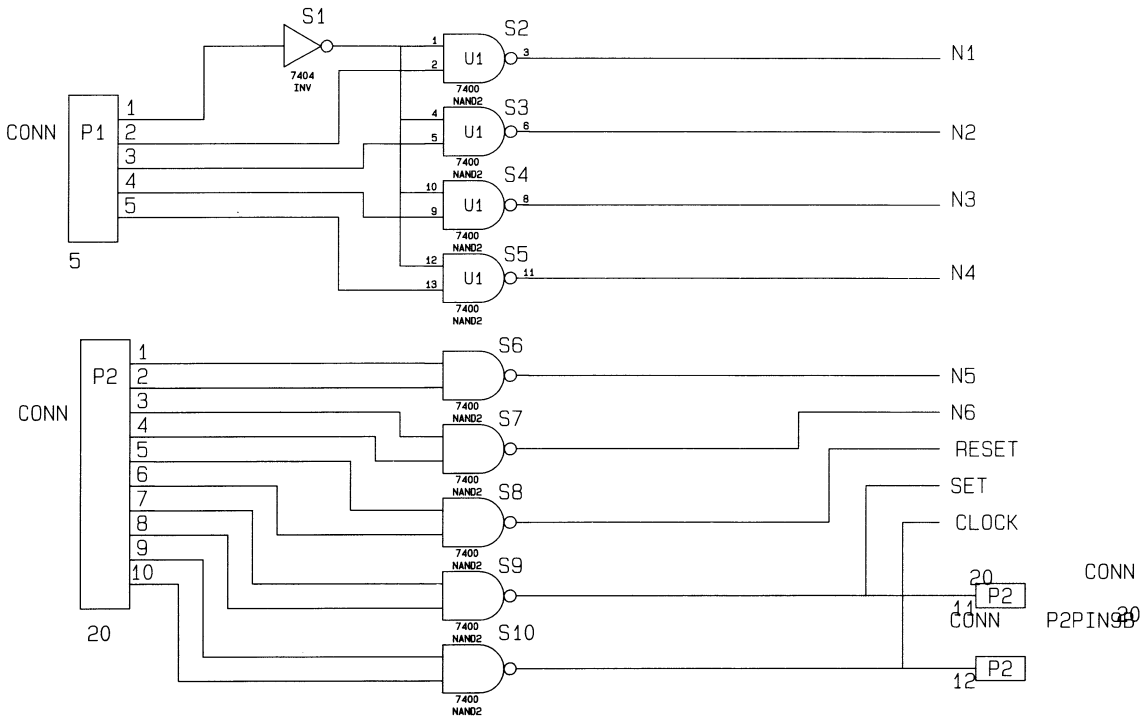 S1
7404
INV
1
2
U1
3
S2
7400
NAND2
N1
CONN
P1
1
2
3
4
5
5
4
5
U1
6
S3
7400
NAND2
N2
10
9
U1
8
S4
7400
NAND2
N3
12
13
U1
11
S5
7400
NAND2
N4
CONN
P2
1
2
3
4
5
6
7
8
9
10
20
S6
7400
NAND2
N5
S7
7400
NAND2
N6
S8
7400
NAND2
RESET
S9
7400
NAND2
SET
S10
7400
NAND2
CLOCK
20
P2
CONN
11
CONN
P2
12